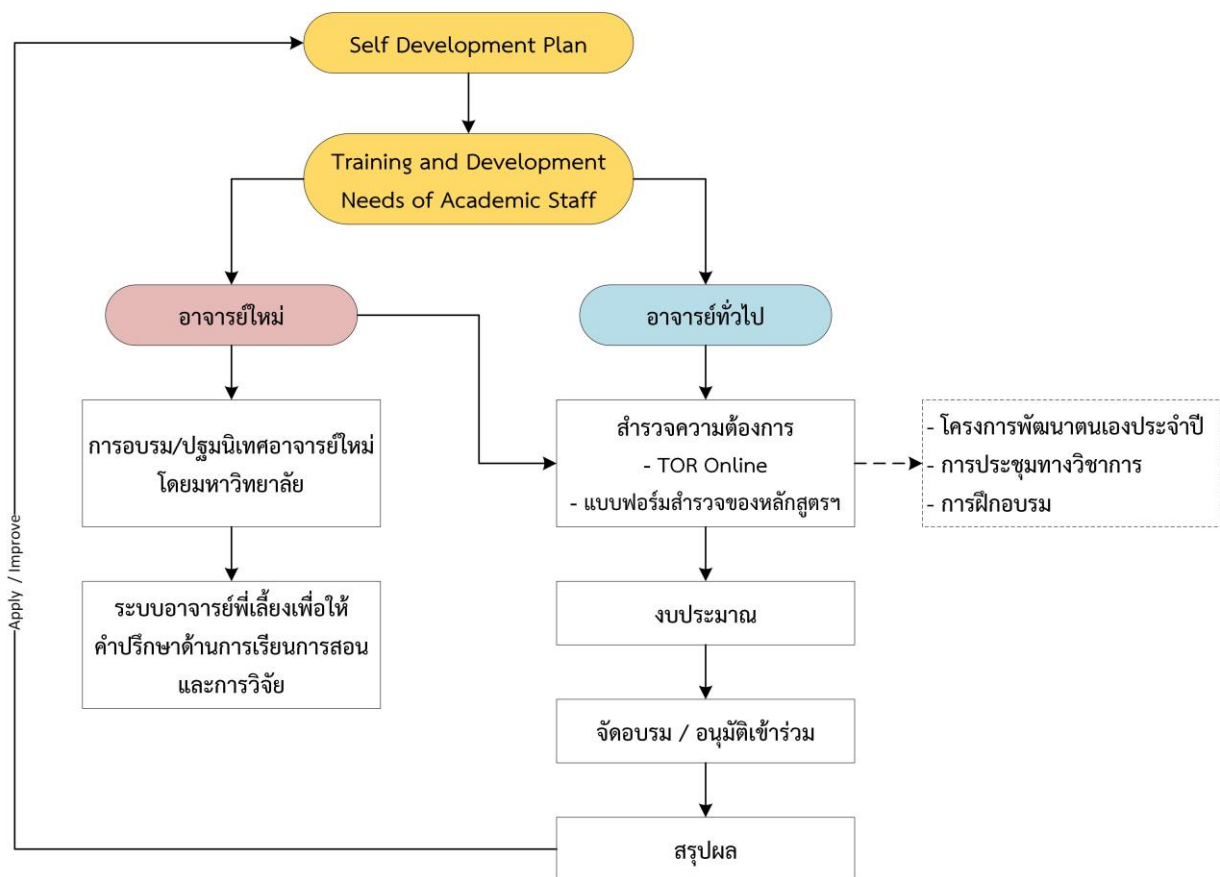 Self Development Plan
Training and Development
Needs of Academic Staff
อาจารย์ใหม่
อาจารย์ทั่วไป
การอบรม/ปฐมนิเทศอาจารย์ใหม่
โดยมหาวิทยาลัย
สำรวจความต้องการ
- TOR Online
- แบบฟอร์มสำรวจของหลักสูตรฯ
- โครงการพัฒนาตนเองประจำปี
- การประชุมทางวิชาการ
- การฝึกอบรม
ระบบอาจารย์พี่เลี้ยงเพื่อให้
คำปรึกษาด้านการเรียนการสอน
และการวิจัย
งบประมาณ
จัดอบรม / อนุมัติเข้าร่วม
สรุปผล
Apply / Improve